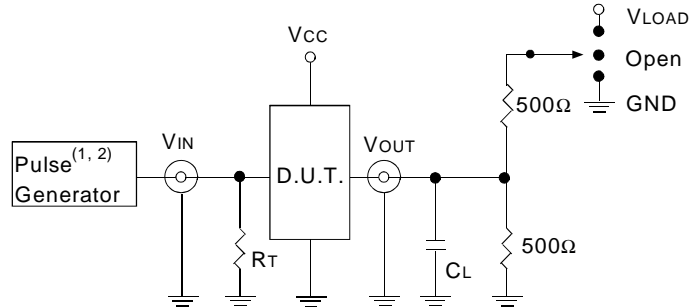 VLOAD
VCC
Open
500Ω
GND
VIN
VOUT
Pulse(1, 2)
Generator
D.U.T.
RT
CL
500Ω